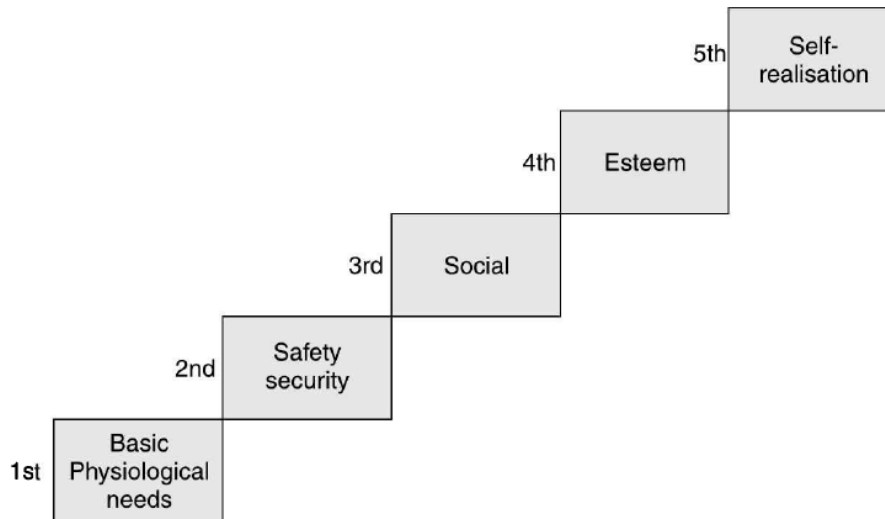 5th
Self-
realisation
4th
Esteem
3rd
Social
2nd
Safety
security
1st
Basic
Physiological
needs